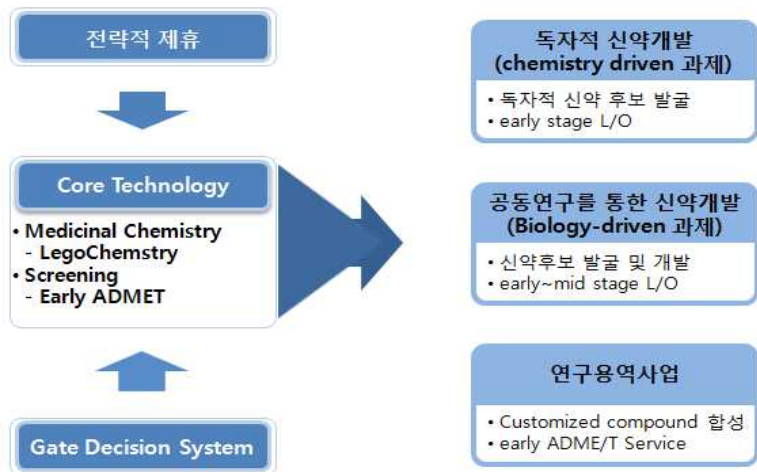 전략적 제휴
Core Technology
• Medicinal Chemistry
- LegoChemstry
• Screening
- Early ADMET
Gate Decision System
독자적 신약개발
(chemistry driven 과제)
• 독자적 신약 후보 발굴
• early stage L/O
공동연구를 통한 신약개발
(Biology-driven 과제)
• 신약후보 발굴 및 개발
• early~mid stage L/O
연구용역사업
• Customized compound 합성
• early ADME/T Service